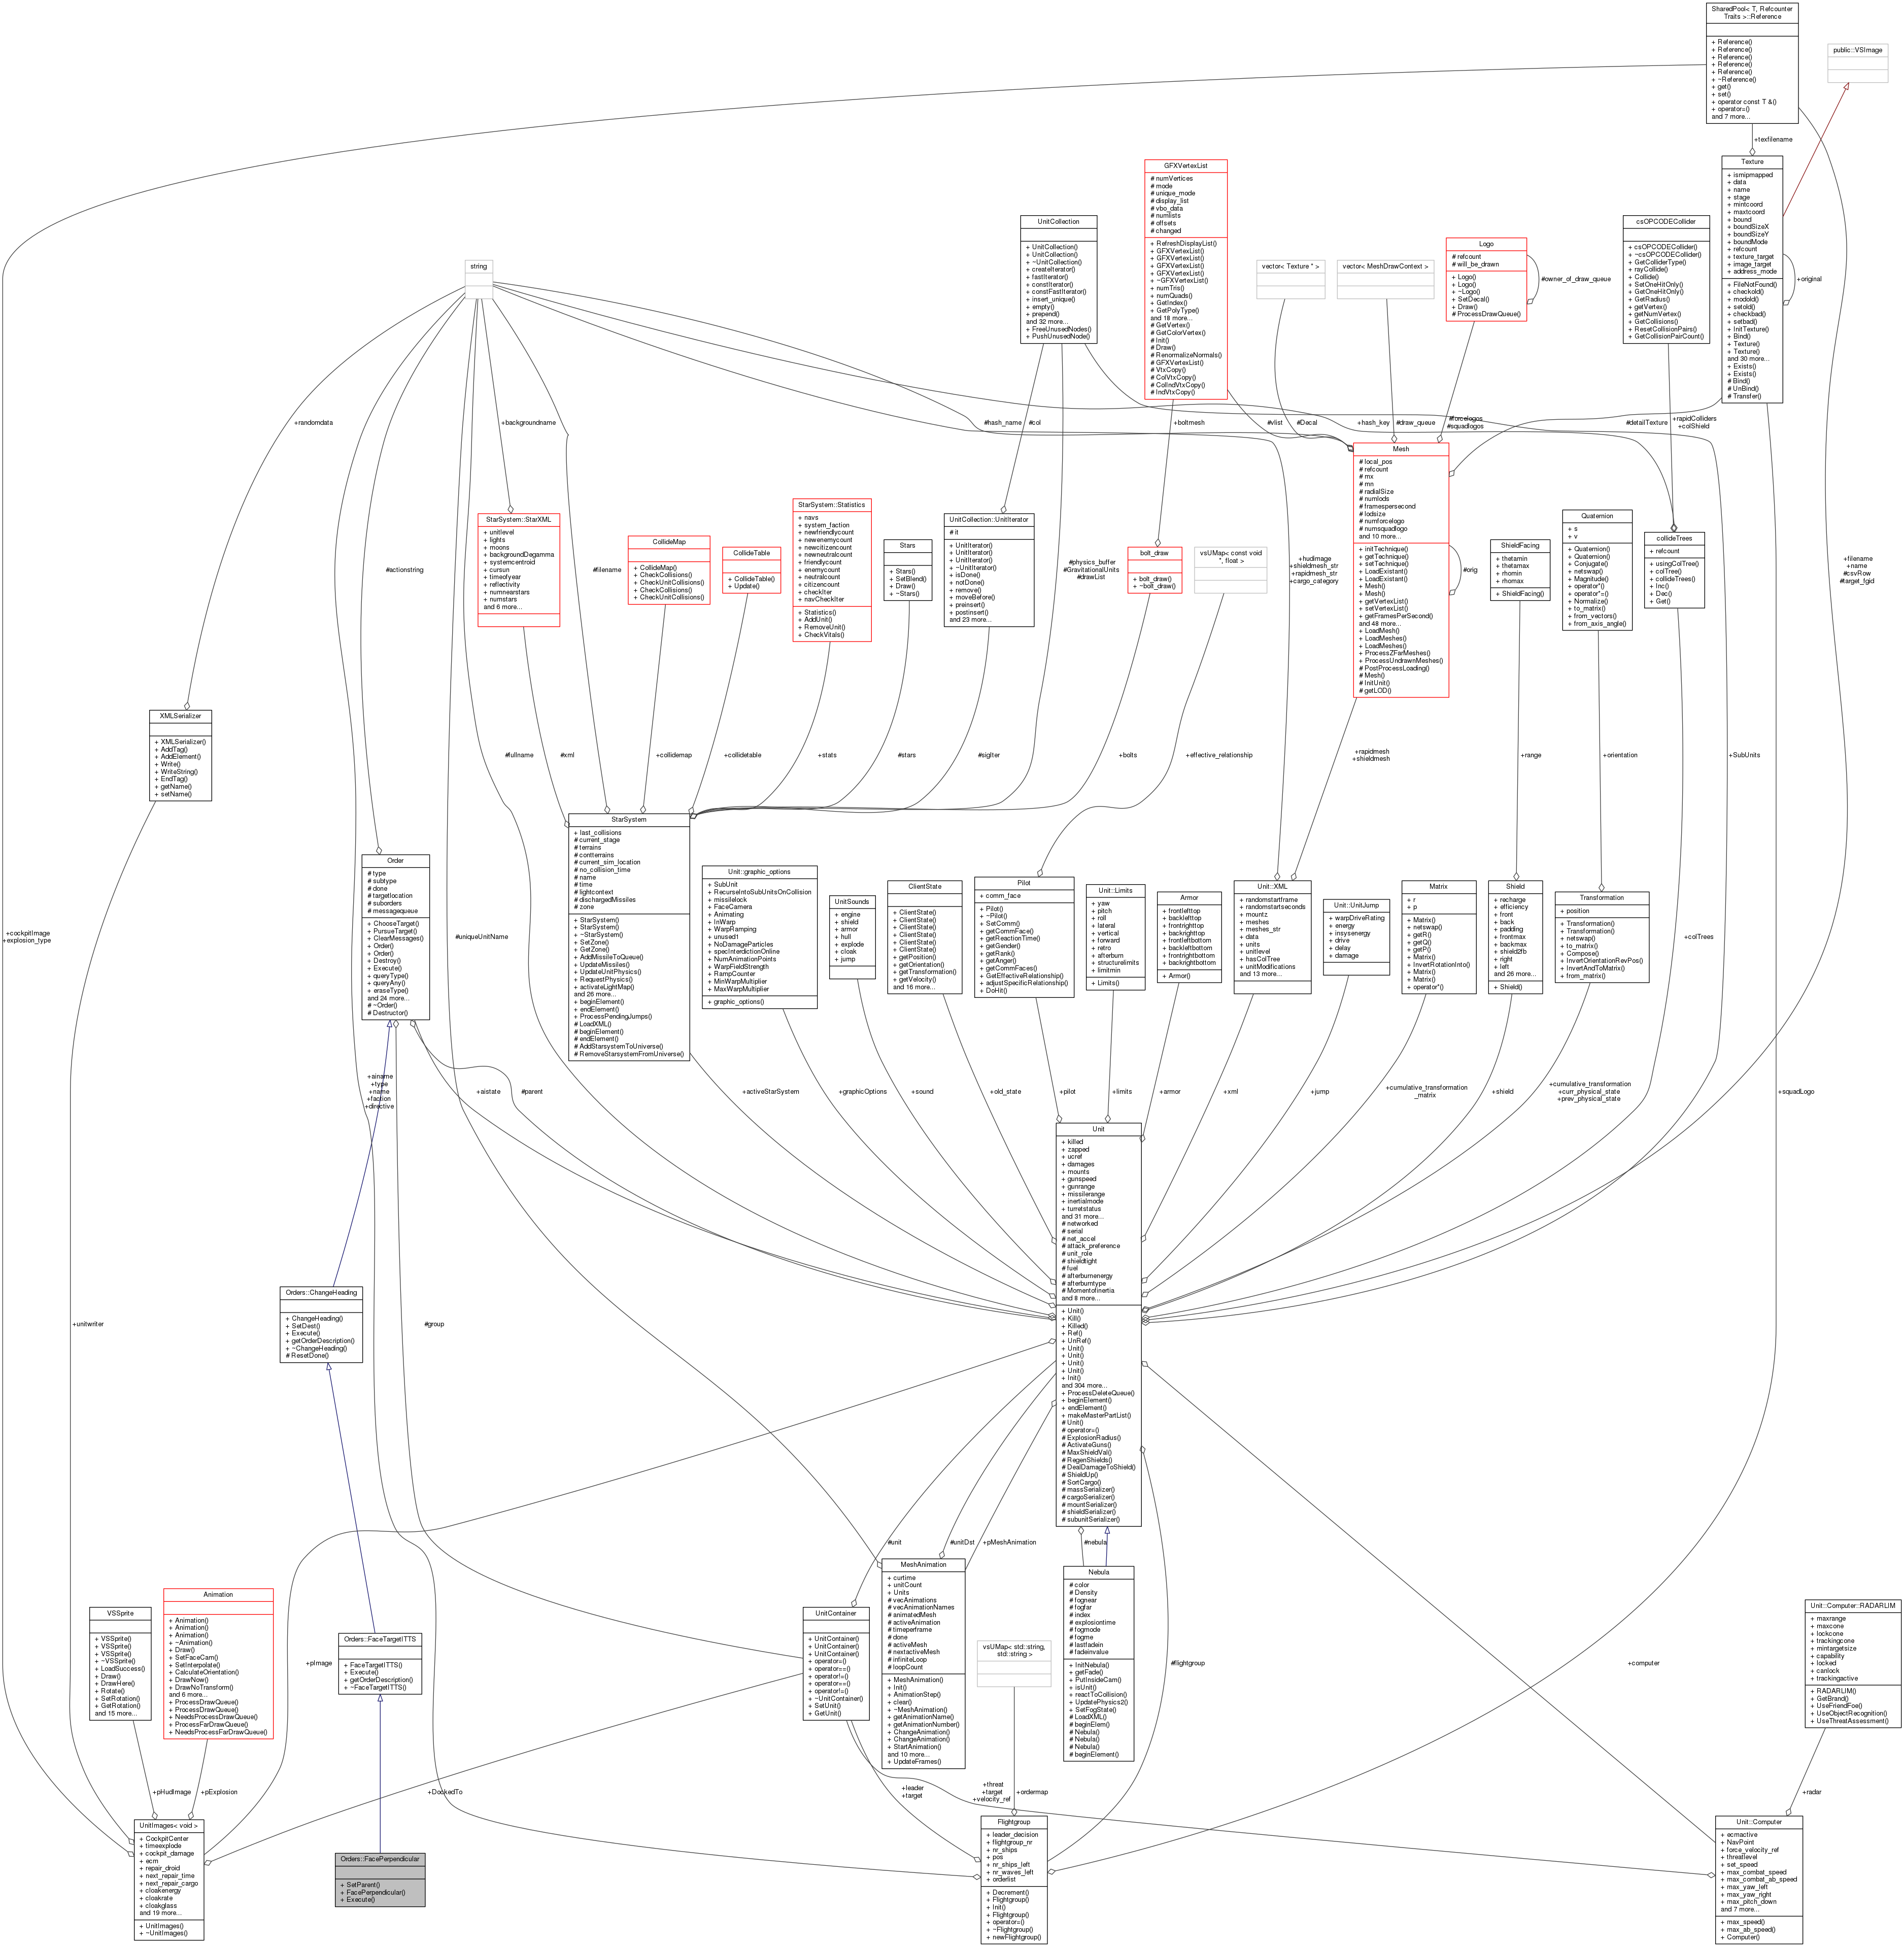 SharedPool< T, Refcounter
Traits >::Reference
+ Reference()
+ Reference()
+ Reference()
+ Reference()
+ Reference()
+ ~Reference()
+ get()
+ set()
+ operator const T &()
+ operator=()
and 7 more...
public::VSImage
+texfilename
Texture
+ ismipmapped
+ data
+ name
+ stage
+ mintcoord
+ maxtcoord
+ bound
+ boundSizeX
+ boundSizeY
+ boundMode
+ refcount
+ texture_target
+ image_target
+ address_mode
+ FileNotFound()
+ checkold()
+ modold()
+ setold()
+ checkbad()
+ setbad()
+ InitTexture()
+ Bind()
+ Texture()
+ Texture()
and 30 more...
+ Exists()
+ Exists()
# Bind()
# UnBind()
# Transfer()
+original
GFXVertexList
# numVertices
# mode
# unique_mode
# display_list
# vbo_data
# numlists
# offsets
# changed
+ RefreshDisplayList()
+ GFXVertexList()
+ GFXVertexList()
+ GFXVertexList()
+ GFXVertexList()
+ ~GFXVertexList()
+ numTris()
+ numQuads()
+ GetIndex()
+ GetPolyType()
and 18 more...
# GetVertex()
# GetColorVertex()
# Init()
# Draw()
# RenormalizeNormals()
# GFXVertexList()
# VtxCopy()
# ColVtxCopy()
# ColIndVtxCopy()
# IndVtxCopy()
UnitCollection
+ UnitCollection()
+ UnitCollection()
+ ~UnitCollection()
+ createIterator()
+ fastIterator()
+ constIterator()
+ constFastIterator()
+ insert_unique()
+ empty()
+ prepend()
and 32 more...
+ FreeUnusedNodes()
+ PushUnusedNode()
csOPCODECollider
+ csOPCODECollider()
+ ~csOPCODECollider()
+ GetColliderType()
+ rayCollide()
+ Collide()
+ SetOneHitOnly()
+ GetOneHitOnly()
+ GetRadius()
+ getVertex()
+ getNumVertex()
+ GetCollisions()
+ ResetCollisionPairs()
+ GetCollisionPairCount()
Logo
# refcount
# will_be_drawn
+ Logo()
+ Logo()
+ ~Logo()
+ SetDecal()
+ Draw()
# ProcessDrawQueue()
#owner_of_draw_queue
string
vector< Texture * >
vector< MeshDrawContext >
+randomdata
#actionstring
+backgroundname
#filename
#hash_name
#col
+boltmesh
#vlist
#Decal
+hash_key
#draw_queue
#forcelogos
#squadlogos
#detailTexture
+rapidColliders
+colShield
Mesh
# local_pos
# refcount
# mx
# mn
# radialSize
# numlods
# framespersecond
# lodsize
# numforcelogo
# numsquadlogo
and 10 more...
+ initTechnique()
+ getTechnique()
+ setTechnique()
+ LoadExistant()
+ LoadExistant()
+ Mesh()
+ Mesh()
+ getVertexList()
+ setVertexList()
+ getFramesPerSecond()
and 48 more...
+ LoadMesh()
+ LoadMeshes()
+ LoadMeshes()
+ ProcessZFarMeshes()
+ ProcessUndrawnMeshes()
# PostProcessLoading()
# Mesh()
# InitUnit()
# getLOD()
#orig
StarSystem::StarXML
+ unitlevel
+ lights
+ moons
+ backgroundDegamma
+ systemcentroid
+ cursun
+ timeofyear
+ reflectivity
+ numnearstars
+ numstars
and 6 more...
CollideMap
+ CollideMap()
+ CheckCollisions()
+ CheckUnitCollisions()
+ CheckCollisions()
+ CheckUnitCollisions()
CollideTable
+ CollideTable()
+ Update()
StarSystem::Statistics
+ navs
+ system_faction
+ newfriendlycount
+ newenemycount
+ newcitizencount
+ newneutralcount
+ friendlycount
+ enemycount
+ neutralcount
+ citizencount
+ checkIter
+ navCheckIter
+ Statistics()
+ AddUnit()
+ RemoveUnit()
+ CheckVitals()
Stars
+ Stars()
+ SetBlend()
+ Draw()
+ ~Stars()
UnitCollection::UnitIterator
# it
+ UnitIterator()
+ UnitIterator()
+ UnitIterator()
+ ~UnitIterator()
+ isDone()
+ notDone()
+ remove()
+ moveBefore()
+ preinsert()
+ postinsert()
and 23 more...
#physics_buffer
#GravitationalUnits
#drawList
bolt_draw
+ bolt_draw()
+ ~bolt_draw()
vsUMap< const void
*, float >
+hudImage
+shieldmesh_str
+rapidmesh_str
+cargo_category
ShieldFacing
+ thetamin
+ thetamax
+ rhomin
+ rhomax
+ ShieldFacing()
Quaternion
+ s
+ v
+ Quaternion()
+ Quaternion()
+ Conjugate()
+ netswap()
+ Magnitude()
+ operator*()
+ operator*=()
+ Normalize()
+ to_matrix()
+ from_vectors()
+ from_axis_angle()
collideTrees
+ refcount
+ usingColTree()
+ colTree()
+ collideTrees()
+ Inc()
+ Dec()
+ Get()
+filename
+name
#csvRow
#target_fgid
XMLSerializer
+ XMLSerializer()
+ AddTag()
+ AddElement()
+ Write()
+ WriteString()
+ EndTag()
+ getName()
+ setName()
#fullname
#xml
+collidemap
+collidetable
+stats
#stars
#sigIter
+bolts
+effective_relationship
+rapidmesh
+shieldmesh
+range
+orientation
+SubUnits
StarSystem
+ last_collisions
# current_stage
# terrains
# contterrains
# current_sim_location
# no_collision_time
# name
# time
# lightcontext
# dischargedMissiles
# zone
+ StarSystem()
+ StarSystem()
+ ~StarSystem()
+ SetZone()
+ GetZone()
+ AddMissileToQueue()
+ UpdateMissiles()
+ UpdateUnitPhysics()
+ RequestPhysics()
+ activateLightMap()
and 26 more...
+ beginElement()
+ endElement()
+ ProcessPendingJumps()
# LoadXML()
# beginElement()
# endElement()
# AddStarsystemToUniverse()
# RemoveStarsystemFromUniverse()
Order
# type
# subtype
# done
# targetlocation
# suborders
# messagequeue
+ ChooseTarget()
+ PursueTarget()
+ ClearMessages()
+ Order()
+ Order()
+ Destroy()
+ Execute()
+ queryType()
+ queryAny()
+ eraseType()
and 24 more...
# ~Order()
# Destructor()
Unit::graphic_options
+ SubUnit
+ RecurseIntoSubUnitsOnCollision
+ missilelock
+ FaceCamera
+ Animating
+ InWarp
+ WarpRamping
+ unused1
+ NoDamageParticles
+ specInterdictionOnline
+ NumAnimationPoints
+ WarpFieldStrength
+ RampCounter
+ MinWarpMultiplier
+ MaxWarpMultiplier
+ graphic_options()
UnitSounds
+ engine
+ shield
+ armor
+ hull
+ explode
+ cloak
+ jump
ClientState
+ ClientState()
+ ClientState()
+ ClientState()
+ ClientState()
+ ClientState()
+ ClientState()
+ getPosition()
+ getOrientation()
+ getTransformation()
+ getVelocity()
and 16 more...
Pilot
+ comm_face
+ Pilot()
+ ~Pilot()
+ SetComm()
+ getCommFace()
+ getReactionTime()
+ getGender()
+ getRank()
+ getAnger()
+ getCommFaces()
+ GetEffectiveRelationship()
+ adjustSpecificRelationship()
+ DoHit()
Unit::Limits
+ yaw
+ pitch
+ roll
+ lateral
+ vertical
+ forward
+ retro
+ afterburn
+ structurelimits
+ limitmin
+ Limits()
Armor
+ frontlefttop
+ backlefttop
+ frontrighttop
+ backrighttop
+ frontleftbottom
+ backleftbottom
+ frontrightbottom
+ backrightbottom
+ Armor()
Unit::XML
+ randomstartframe
+ randomstartseconds
+ mountz
+ meshes
+ meshes_str
+ data
+ units
+ unitlevel
+ hasColTree
+ unitModifications
and 13 more...
Unit::UnitJump
+ warpDriveRating
+ energy
+ insysenergy
+ drive
+ delay
+ damage
Matrix
+ r
+ p
+ Matrix()
+ netswap()
+ getR()
+ getQ()
+ getP()
+ Matrix()
+ InvertRotationInto()
+ Matrix()
+ Matrix()
+ operator*()
Shield
+ recharge
+ efficiency
+ front
+ back
+ padding
+ frontmax
+ backmax
+ shield2fb
+ right
+ left
and 26 more...
+ Shield()
Transformation
+ position
+ Transformation()
+ Transformation()
+ netswap()
+ to_matrix()
+ Compose()
+ InvertOrientationRevPos()
+ InvertAndToMatrix()
+ from_matrix()
+cockpitImage
+explosion_type
#uniqueUnitName
+colTrees
+ainame
+type
+name
+faction
+directive
+aistate
#parent
+activeStarSystem
+graphicOptions
+sound
+old_state
+pilot
+limits
+armor
+xml
+jump
+cumulative_transformation
_matrix
+shield
+cumulative_transformation
+curr_physical_state
+prev_physical_state
+squadLogo
Unit
+ killed
+ zapped
+ ucref
+ damages
+ mounts
+ gunspeed
+ gunrange
+ missilerange
+ inertialmode
+ turretstatus
and 31 more...
# networked
# serial
# net_accel
# attack_preference
# unit_role
# shieldtight
# fuel
# afterburnenergy
# afterburntype
# MomentofInertia
and 8 more...
+ Unit()
+ Kill()
+ Killed()
+ Ref()
+ UnRef()
+ Unit()
+ Unit()
+ Unit()
+ Unit()
+ Init()
and 304 more...
+ ProcessDeleteQueue()
+ beginElement()
+ endElement()
+ makeMasterPartList()
# Unit()
# operator=()
# ExplosionRadius()
# ActivateGuns()
# MaxShieldVal()
# RegenShields()
# DealDamageToShield()
# ShieldUp()
# SortCargo()
# massSerializer()
# cargoSerializer()
# mountSerializer()
# shieldSerializer()
# subunitSerializer()
Orders::ChangeHeading
+ ChangeHeading()
+ SetDest()
+ Execute()
+ getOrderDescription()
+ ~ChangeHeading()
# ResetDone()
+unitwriter
#group
#unit
#unitDst
+pMeshAnimation
#nebula
MeshAnimation
+ curtime
+ unitCount
+ Units
# vecAnimations
# vecAnimationNames
# animatedMesh
# activeAnimation
# timeperframe
# done
# activeMesh
# nextactiveMesh
# infiniteLoop
# loopCount
+ MeshAnimation()
+ Init()
+ AnimationStep()
+ clear()
+ ~MeshAnimation()
+ getAnimationName()
+ getAnimationNumber()
+ ChangeAnimation()
+ ChangeAnimation()
+ StartAnimation()
and 10 more...
+ UpdateFrames()
Nebula
# color
# Density
# fognear
# fogfar
# index
# explosiontime
# fogmode
# fogme
# lastfadein
# fadeinvalue
+ InitNebula()
+ getFade()
+ PutInsideCam()
+ isUnit()
+ reactToCollision()
+ UpdatePhysics2()
+ SetFogState()
# LoadXML()
# beginElem()
# Nebula()
# Nebula()
# Nebula()
# beginElement()
VSSprite
+ VSSprite()
+ VSSprite()
+ VSSprite()
+ ~VSSprite()
+ LoadSuccess()
+ Draw()
+ DrawHere()
+ Rotate()
+ SetRotation()
+ GetRotation()
and 15 more...
Animation
+ Animation()
+ Animation()
+ Animation()
+ ~Animation()
+ Draw()
+ SetFaceCam()
+ SetInterpolate()
+ CalculateOrientation()
+ DrawNow()
+ DrawNoTransform()
and 6 more...
+ ProcessDrawQueue()
+ ProcessDrawQueue()
+ NeedsProcessDrawQueue()
+ ProcessFarDrawQueue()
+ NeedsProcessFarDrawQueue()
Orders::FaceTargetITTS
+ FaceTargetITTS()
+ Execute()
+ getOrderDescription()
+ ~FaceTargetITTS()
UnitContainer
+ UnitContainer()
+ UnitContainer()
+ UnitContainer()
+ operator=()
+ operator==()
+ operator!=()
+ operator==()
+ operator!=()
+ ~UnitContainer()
+ SetUnit()
+ GetUnit()
vsUMap< std::string,
std::string >
+pImage
#flightgroup
+computer
Unit::Computer::RADARLIM
+ maxrange
+ maxcone
+ lockcone
+ trackingcone
+ mintargetsize
+ capability
+ locked
+ canlock
+ trackingactive
+ RADARLIM()
+ GetBrand()
+ UseFriendFoe()
+ UseObjectRecognition()
+ UseThreatAssessment()
+pHudImage
+pExplosion
+DockedTo
+leader
+target
+threat
+target
+velocity_ref
+ordermap
+radar
UnitImages< void >
+ CockpitCenter
+ timeexplode
+ cockpit_damage
+ ecm
+ repair_droid
+ next_repair_time
+ next_repair_cargo
+ cloakenergy
+ cloakrate
+ cloakglass
and 19 more...
+ UnitImages()
+ ~UnitImages()
Orders::FacePerpendicular
+ SetParent()
+ FacePerpendicular()
+ Execute()
Flightgroup
+ leader_decision
+ flightgroup_nr
+ nr_ships
+ pos
+ nr_ships_left
+ nr_waves_left
+ orderlist
+ Decrement()
+ Flightgroup()
+ Init()
+ Flightgroup()
+ operator=()
+ ~Flightgroup()
+ newFlightgroup()
Unit::Computer
+ ecmactive
+ NavPoint
+ force_velocity_ref
+ threatlevel
+ set_speed
+ max_combat_speed
+ max_combat_ab_speed
+ max_yaw_left
+ max_yaw_right
+ max_pitch_down
and 7 more...
+ max_speed()
+ max_ab_speed()
+ Computer()